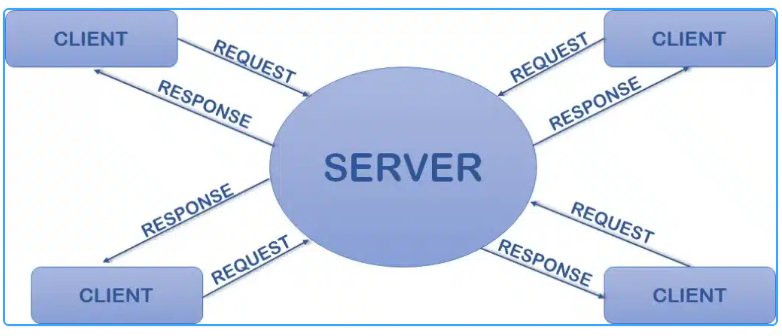 CLIENT
REQUEST
RESPONSE
CLIENT
REQUEST
RESPONSE
SERVER
RESPONSE
REQUEST
CLIENT
REQUEST
RESPONSE
CLIENT